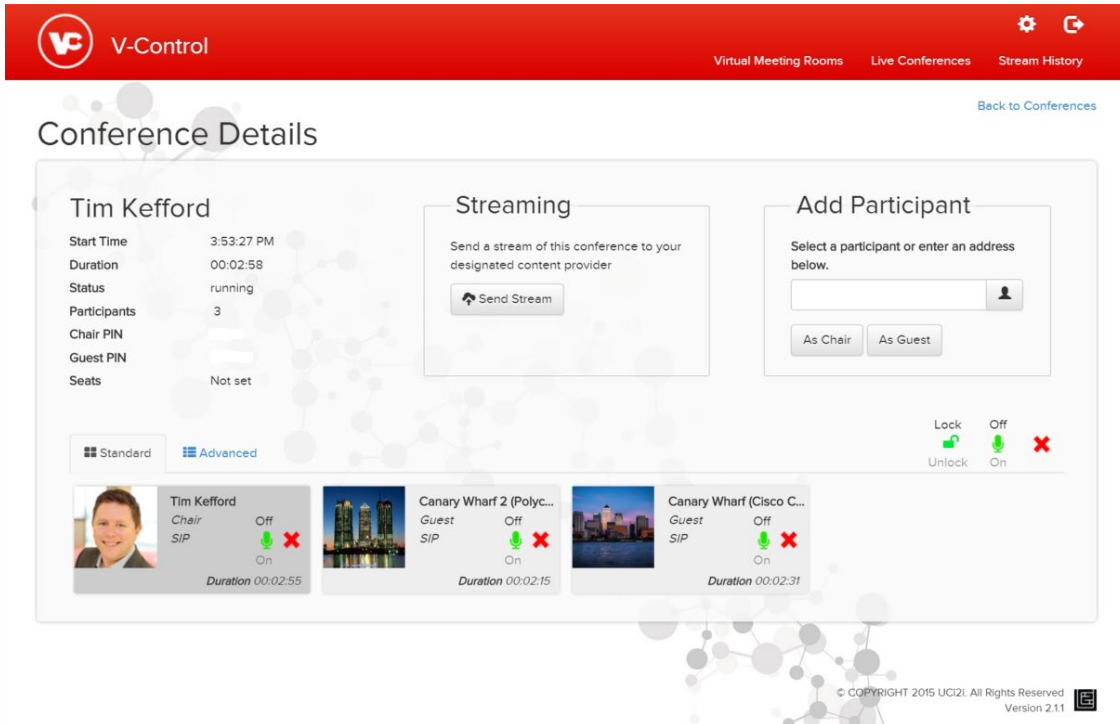 VC V-Control
Virtual Meeting Rooms Live Conferences Stream History
Back to Conferences
Conference Details
Tim Kefford
Start Time 3:53:27 PM
Duration 00:02:58
Status running
Participants 3
Chair PIN
Guest PIN
Seats Not set
Streaming
Send a stream of this conference to your
designated content provider
Send Stream
Add Participant
Select a participant or enter an address
below.
As Chair As Guest
Standard Advanced
Lock Off
Unlock On
Tim Kefford
Chair Off
SIP
On
Duration 00:02:55
Canary Wharf 2 (Polyc...
Guest Off
SIP
On
Duration 00:02:15
Canary Wharf (Cisco C...
Guest Off
SIP
On
Duration 00:02:31
© COPYRIGHT 2015 UCi2i. All Rights Reserved
Version 2.1.1